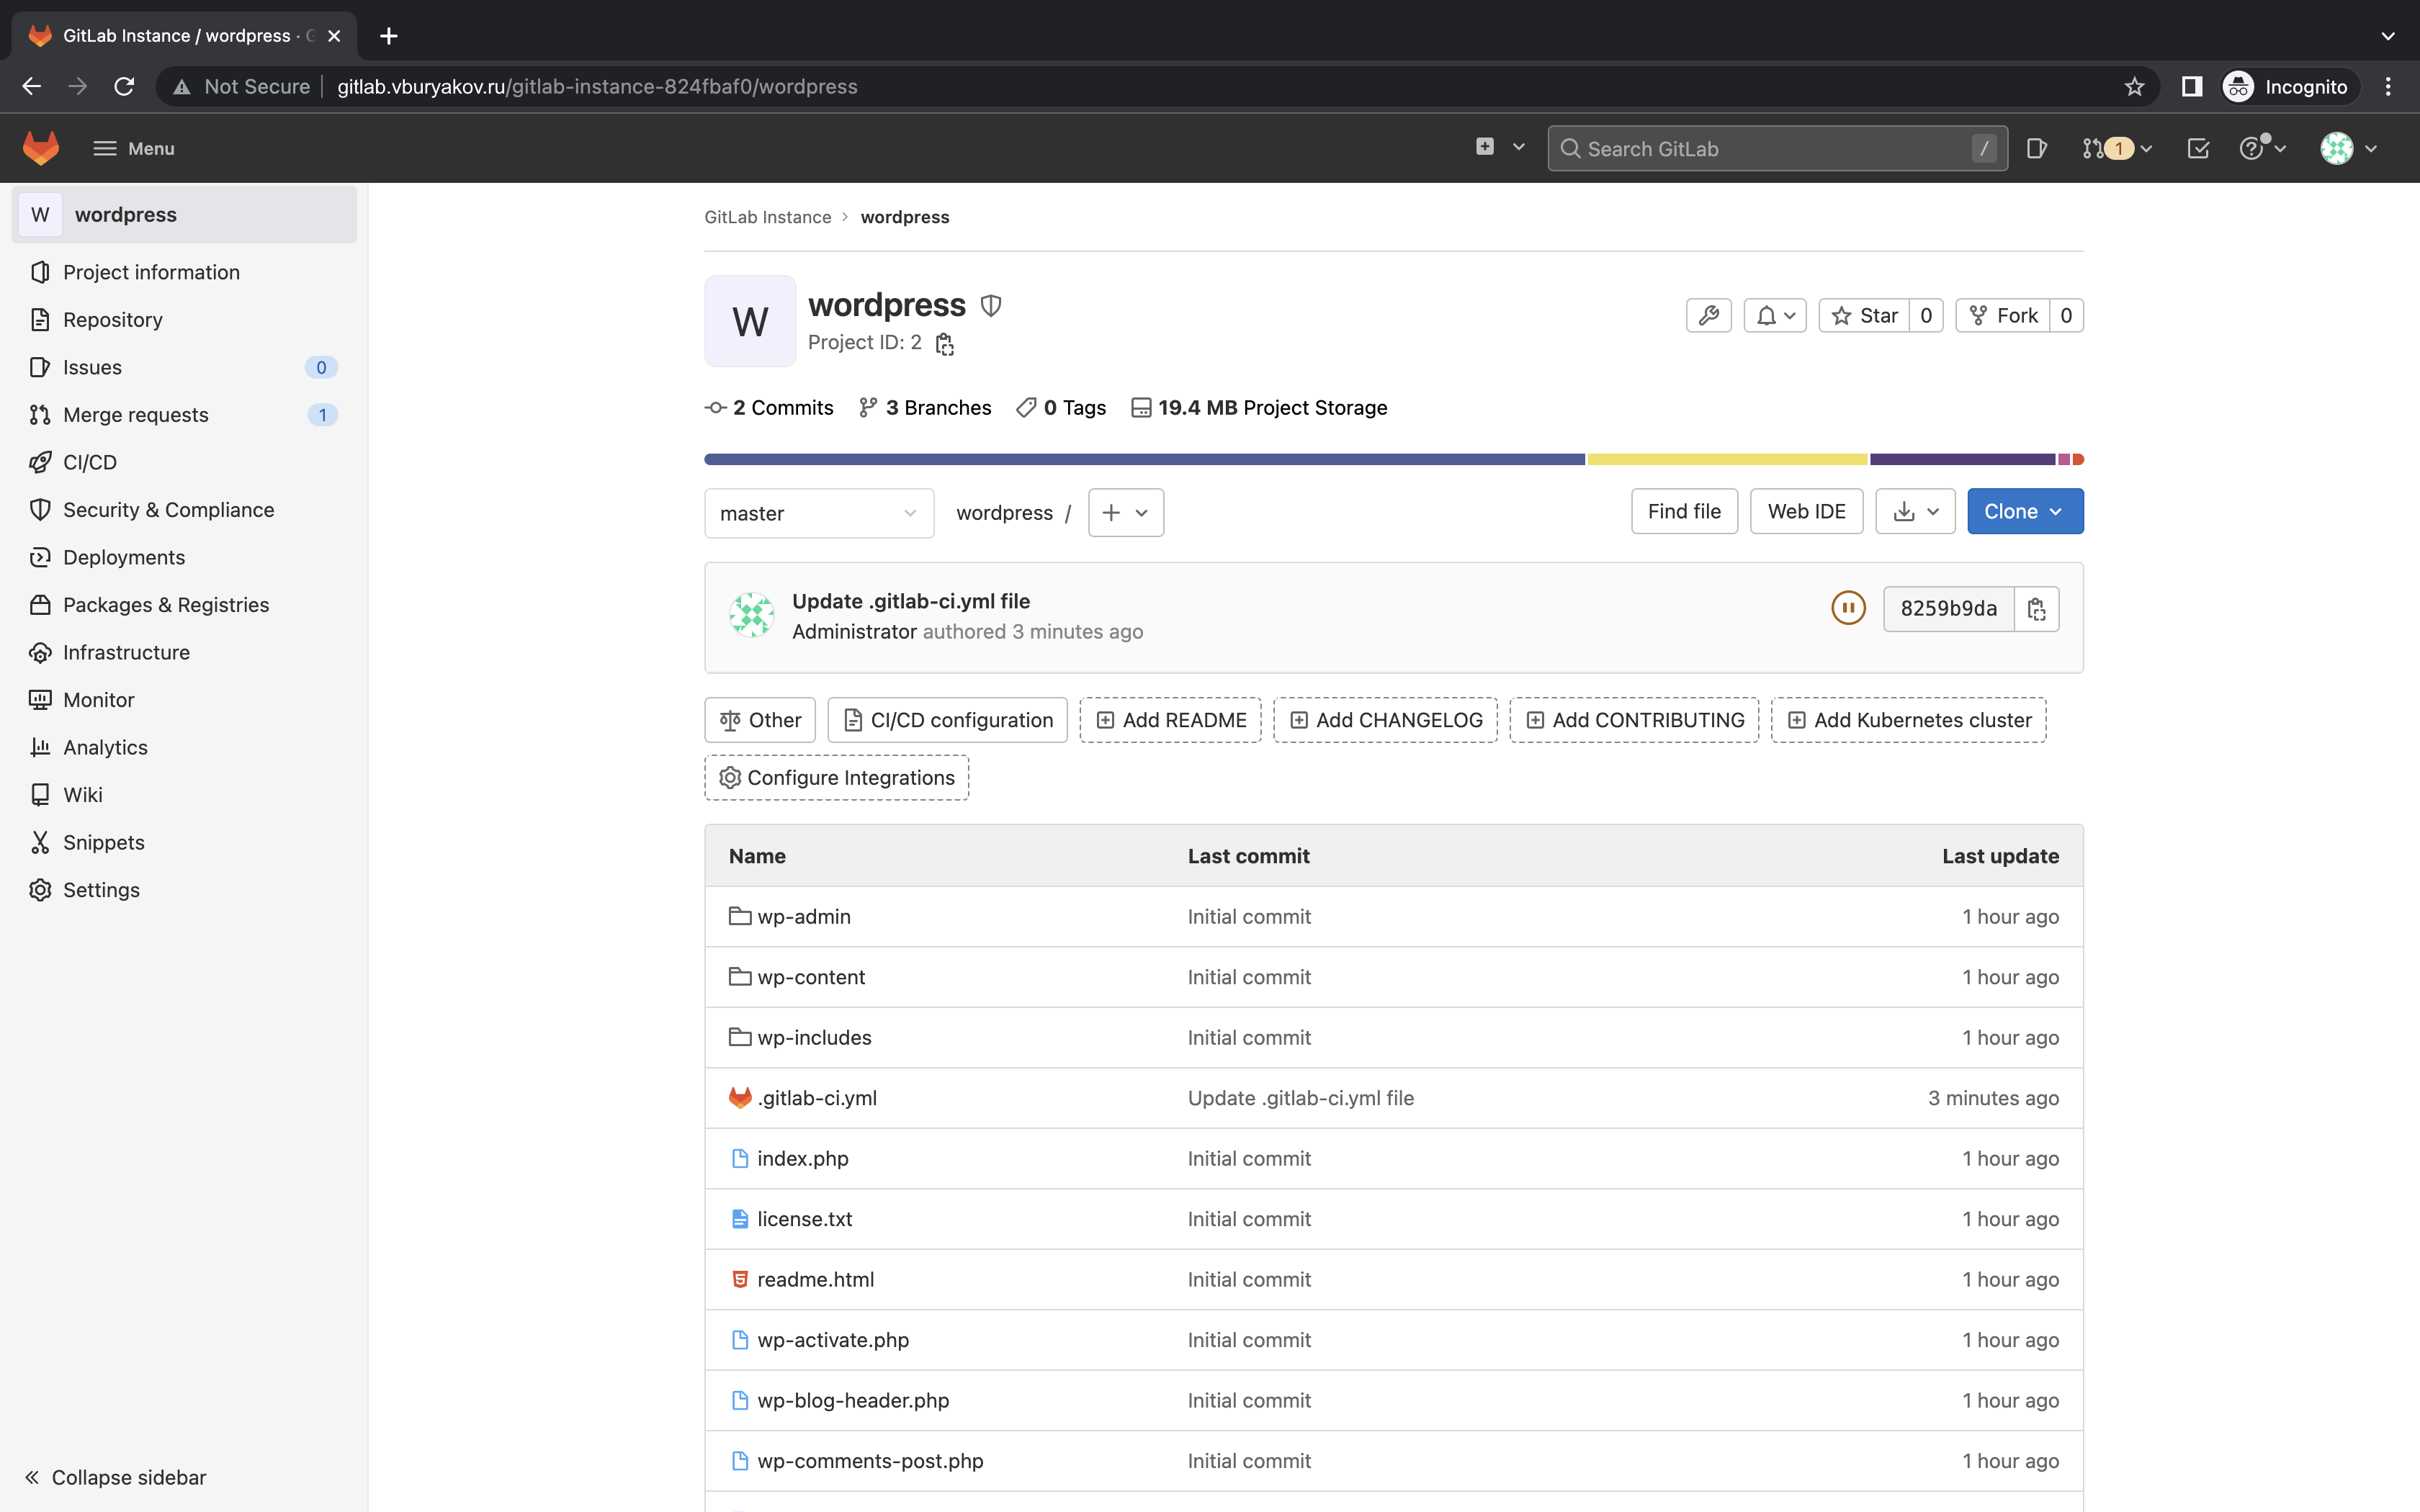 GitLab Instance / wordpress ·
Not Secure gitlab.vburyakov.ru/gitlab-instance-824fbaf0/wordpress Incognito
Menu Search GitLab / 1
W wordpress
Project information
Repository
Issues 0
Merge requests 1
CI/CD
Security & Compliance
Deployments
Packages & Registries
Infrastructure
Monitor
Analytics
Wiki
Snippets
Settings
Collapse sidebar
GitLab Instance > wordpress
W wordpress
Project ID: 2
Star 0 Fork 0
2 Commits 3 Branches 0 Tags 19.4 MB Project Storage
master wordpress / + Find file Web IDE Clone
Update .gitlab-ci.yml file
Administrator authored 3 minutes ago
8259b9da
Other CI/CD configuration Add README Add CHANGELOG Add CONTRIBUTING Add Kubernetes cluster
Configure Integrations
Name Last commit Last update
wp-admin Initial commit 1 hour ago
wp-content Initial commit 1 hour ago
wp-includes Initial commit 1 hour ago
.gitlab-ci.yml Update .gitlab-ci.yml file 3 minutes ago
index.php Initial commit 1 hour ago
license.txt Initial commit 1 hour ago
readme.html Initial commit 1 hour ago
wp-activate.php Initial commit 1 hour ago
wp-blog-header.php Initial commit 1 hour ago
wp-comments-post.php Initial commit 1 hour ago